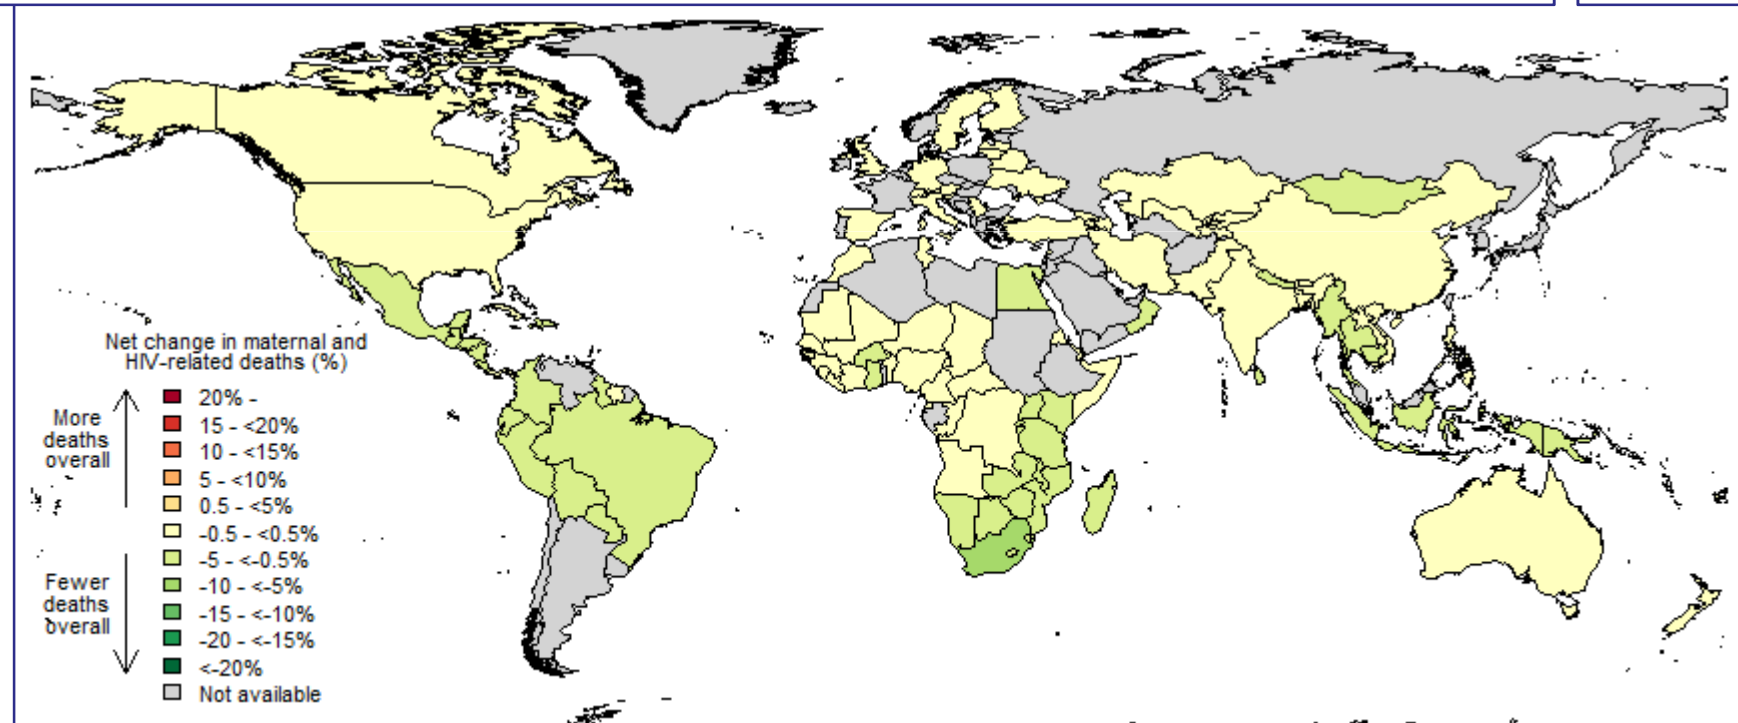 Net change in maternal and
HIV-related deaths (%)
More
deaths
overall
Fewer
deaths
overall
20% -
15 - <20%
10 - <15%
5 - <10%
0.5 - <5%
-0.5 - <0.5%
-5 - <-0.5%
-10 - <-5%
-15 - <-10%
-20 - <-15%
<-20%
Not available